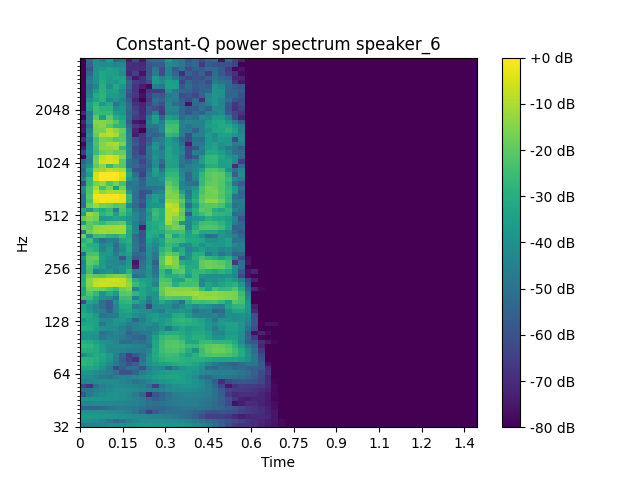 Constant-Q power spectrum speaker_6
Hz
2048
1024
512
256
128
64
32
0 0.15 0.3 0.45 0.6 0.75 0.9 1.1 1.2 1.4
Time
+0 dB
-10 dB
-20 dB
-30 dB
-40 dB
-50 dB
-60 dB
-70 dB
-80 dB